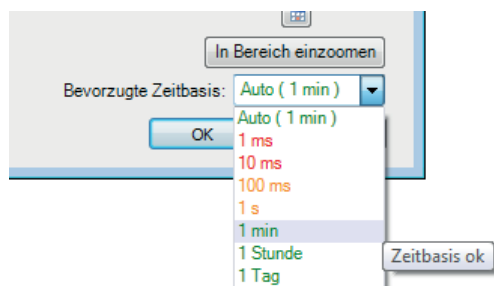 In Bereich einzoomen
Bevorzugte Zeitbasis: Auto ( 1 min )
OK
Auto ( 1 min )
1 ms
10 ms
100 ms
1 s
1 min
1 Stunde
Zeitbasis ok
1 Tag